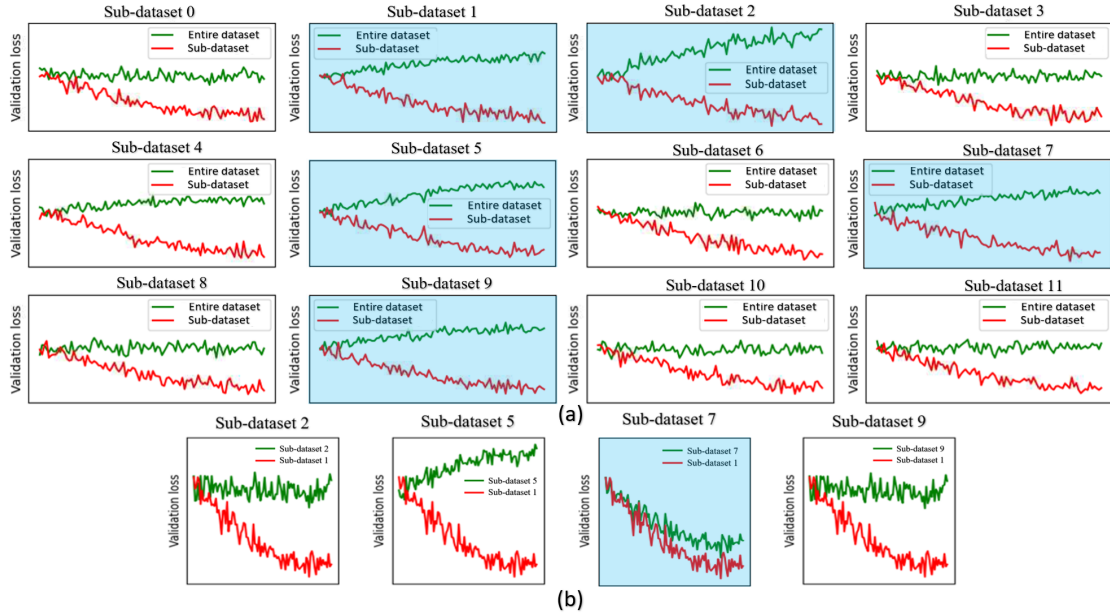 Sub-dataset 0
Sub-dataset 1
Sub-dataset 2
Sub-dataset 3
Validation loss
Entire dataset
Sub-dataset
Validation loss
Entire dataset
Sub-dataset
Validation loss
Entire dataset
Sub-dataset
Validation loss
Entire dataset
Sub-dataset
Sub-dataset 4
Sub-dataset 5
Sub-dataset 6
Sub-dataset 7
Validation loss
Entire dataset
Sub-dataset
Validation loss
Entire dataset
Sub-dataset
Validation loss
Entire dataset
Sub-dataset
Validation loss
Entire dataset
Sub-dataset
Sub-dataset 8
Sub-dataset 9
Sub-dataset 10
Sub-dataset 11
Validation loss
Entire dataset
Sub-dataset
Validation loss
Entire dataset
Sub-dataset
Validation loss
Entire dataset
Sub-dataset
Validation loss
Entire dataset
Sub-dataset
(a)
Sub-dataset 2
Sub-dataset 5
Sub-dataset 7
Sub-dataset 9
Validation loss
Sub-dataset 2
Sub-dataset 1
Validation loss
Sub-dataset 5
Sub-dataset 1
Validation loss
Sub-dataset 7
Sub-dataset 1
Validation loss
Sub-dataset 9
Sub-dataset 1
(b)